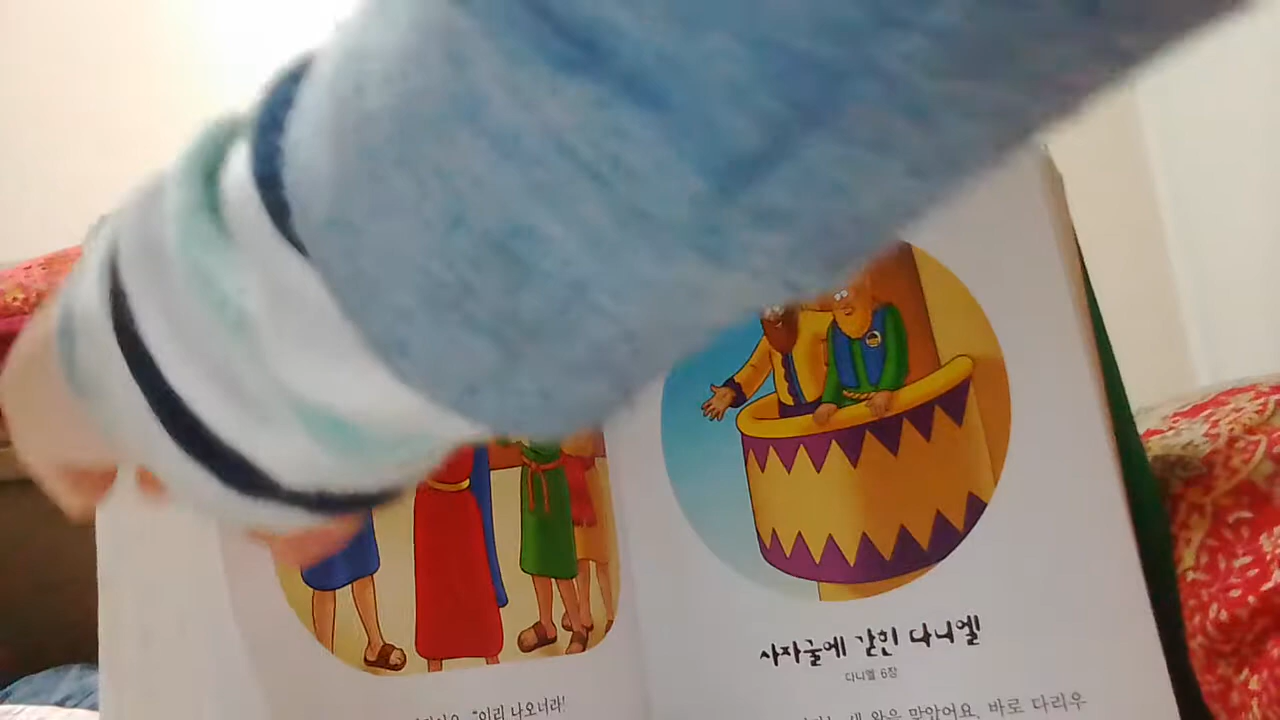 "이리 나오너라!
사자굴에 갇힌 다니엘
다니엘 6장
새 왕을 맞았어요. 바로 다리우